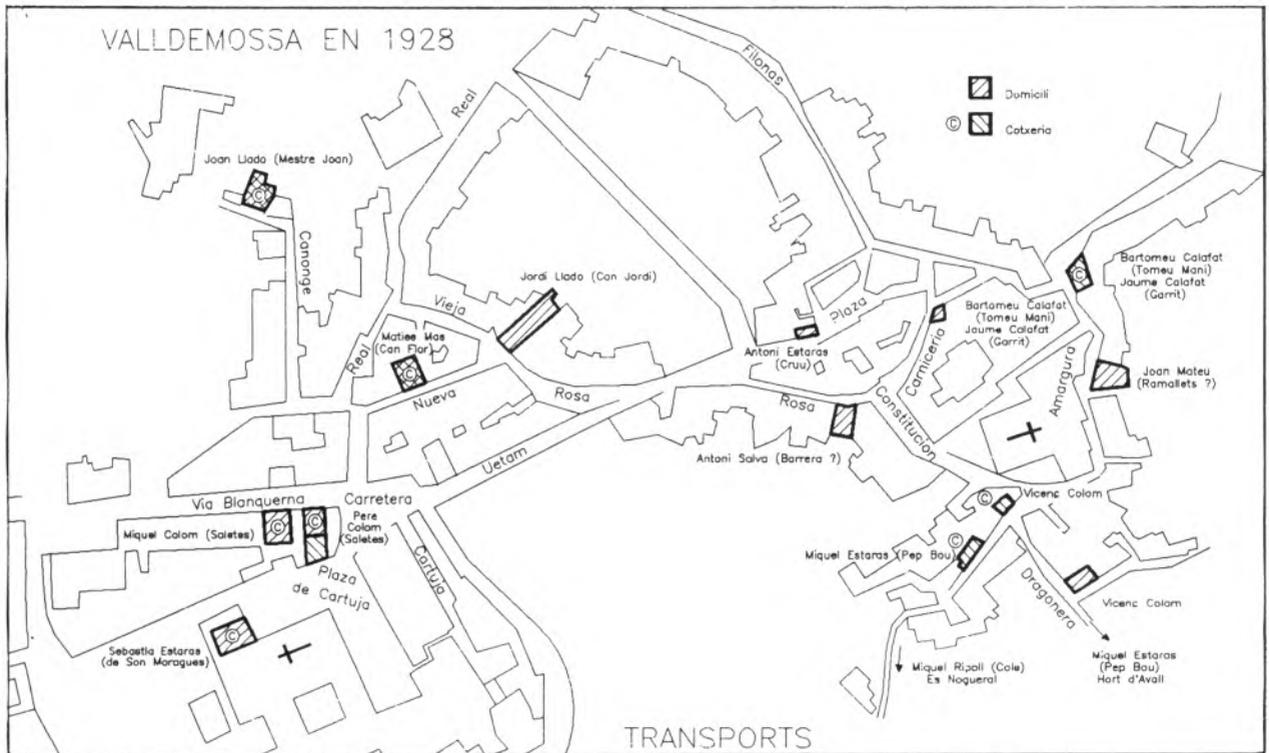 VALLDEMOSSA EN 1928
Filonas
Real
Domicili
© Cotxeria
Joan Llado (Mestre Joan)
©
Canonge
Jordi Llado (Can Jordi)
Bartomeu Calafat
(Tomeu Mani)
Jaume Calafat
(Garrit)
©
Vieja
Plaza
Bartomeu Calafat
(Tomeu Mani)
Jaume Calafat
(Garrit)
Maties Mas
(Can Flor)
©
Real
Antoni Estaras
(Cruu)
Carniceria
Amargura
Joan Mateu
(Ramallets ?)
Nueva
Rosa
Rosa
Constitución
Uetam
Antoni Salva (Barrera ?)
Via Blanquerna
Carretera
Vicenç Colom
©
Miquel Colom (Saletes)
©
©
Pere
Colom
(Saletes)
Cartuja
Miquel Estaras (Pep Bou)
©
Plaza
de Cartuja
Dragonera
Vicenç Colom
Sebastia Estaras
(de Son Moragues)
©
Miquel Ripoll (Cole)
Es Nogueral
Miquel Estaras
(Pep Bou)
Hort d'Avall
TRANSPORTS